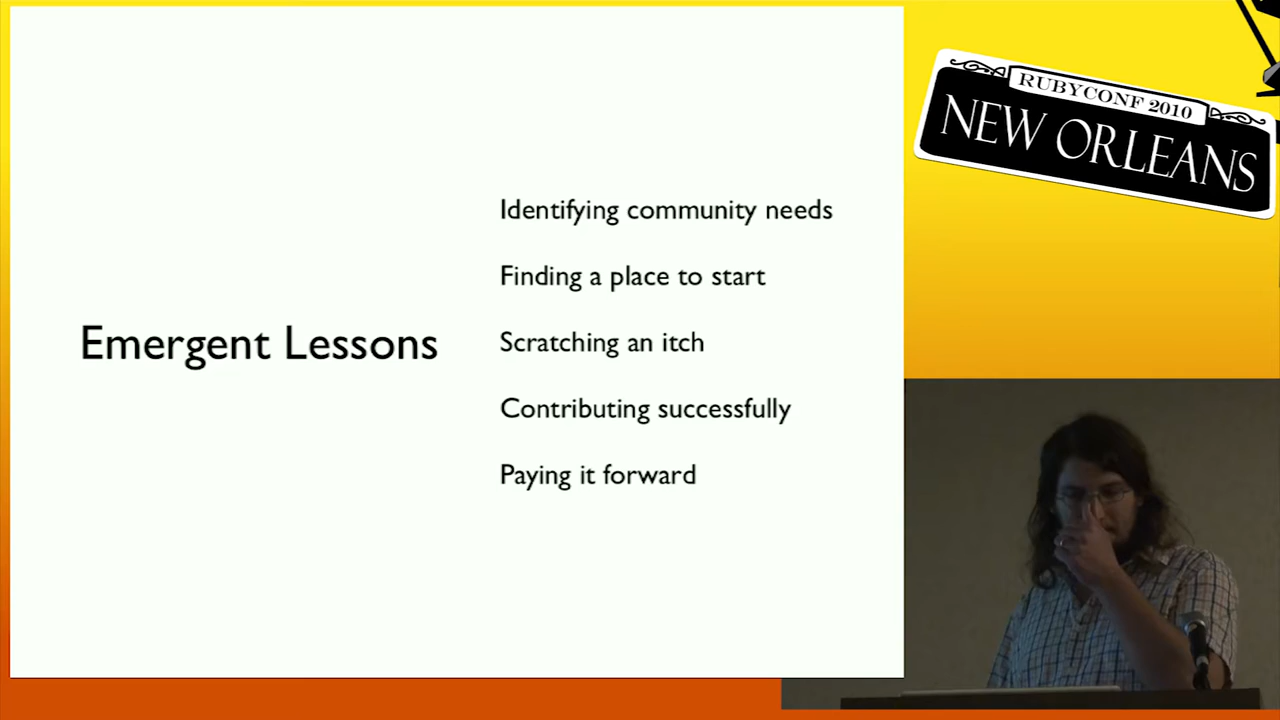 RUBYCONF 2010
NEW ORLEANS
Emergent Lessons
Identifying community needs
Finding a place to start
Scratching an itch
Contributing successfully
Paying it forward